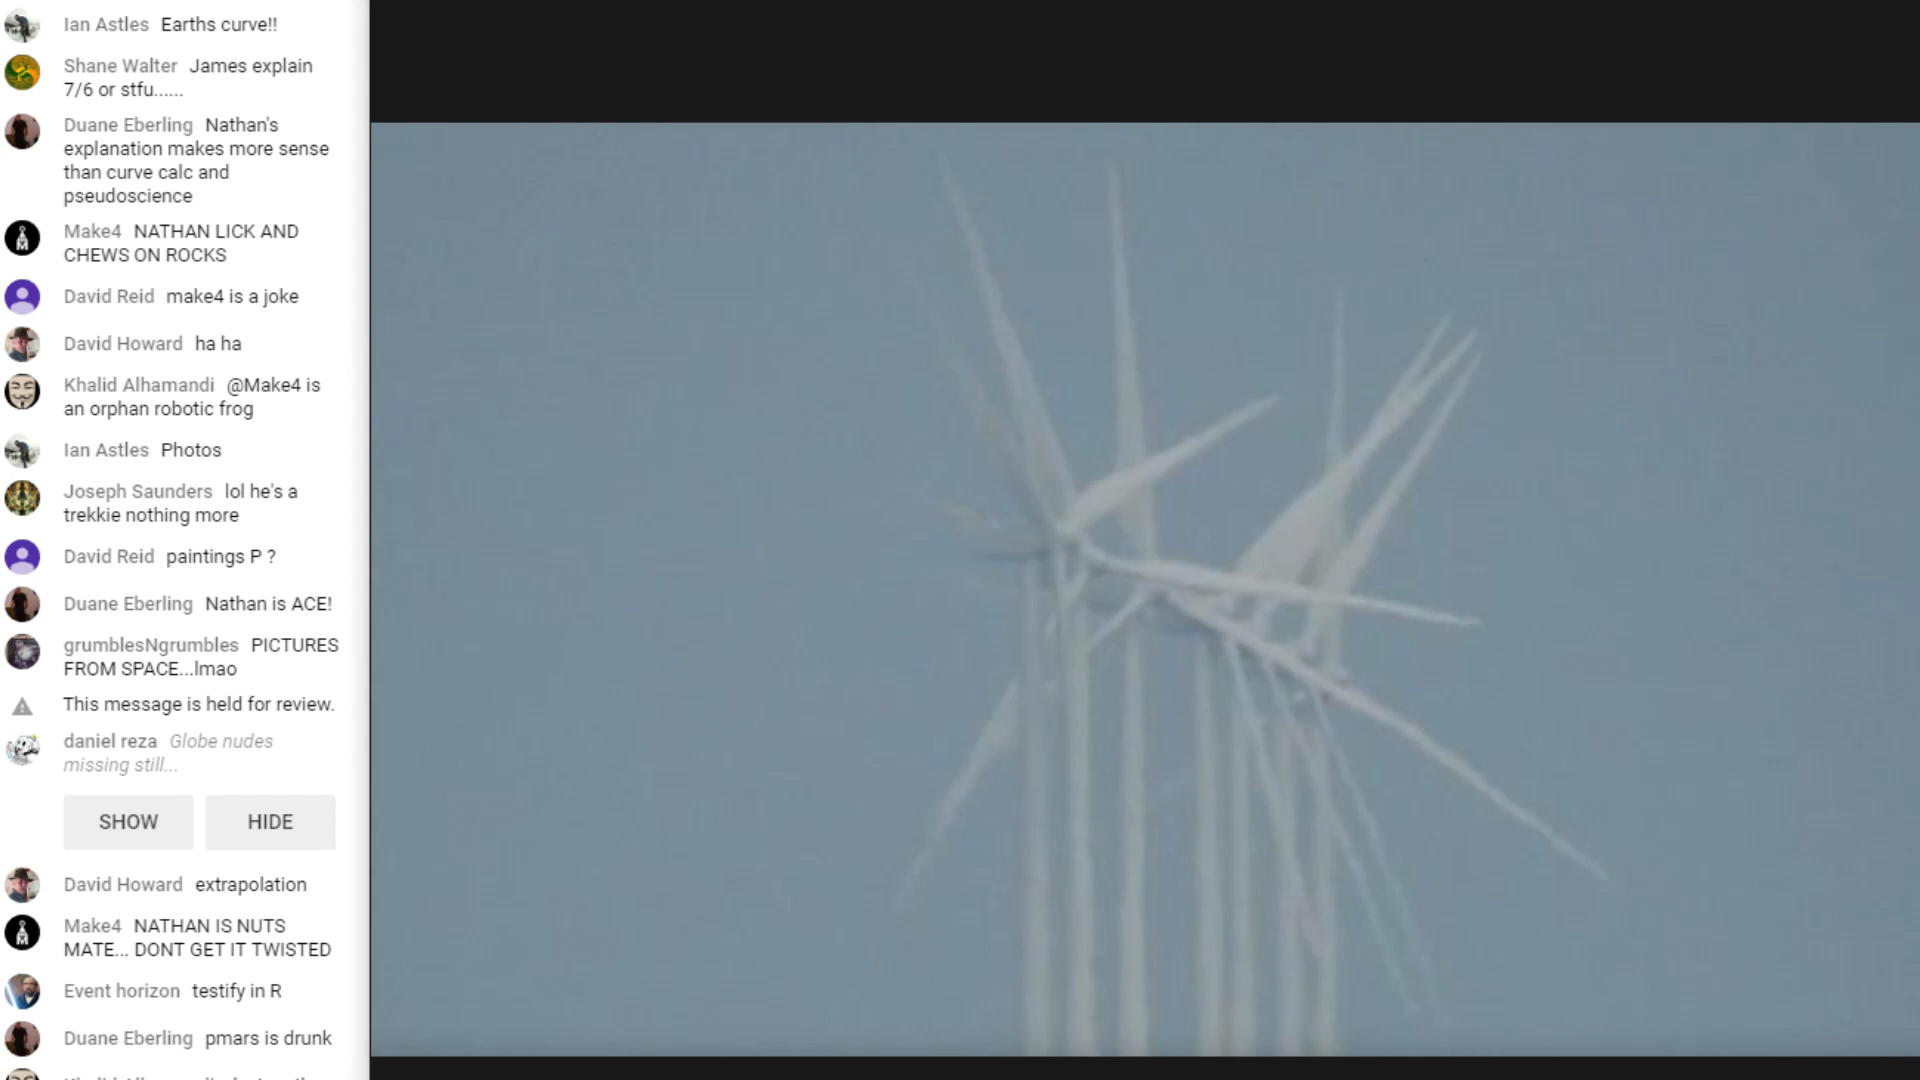 Ian Astles Earths curve!!
Shane Walter James explain
7/6 or stfu......
Duane Eberling Nathan's
explanation makes more sense
than curve calc and
pseudoscience
Make4 NATHAN LICK AND
CHEWS ON ROCKS
David Reid make4 is a joke
David Howard ha ha
Khalid Alhamandi @Make4 is
an orphan robotic frog
Ian Astles Photos
Joseph Saunders lol he's a
trekkie nothing more
David Reid paintings P ?
Duane Eberling Nathan is ACE!
grumblesNgrumbles PICTURES
FROM SPACE...lmao
This message is held for review.
daniel reza Globe nudes
missing still...
SHOW HIDE
David Howard extrapolation
Make4 NATHAN IS NUTS
MATE... DONT GET IT TWISTED
Event horizon testify in R
Duane Eberling pmars is drunk